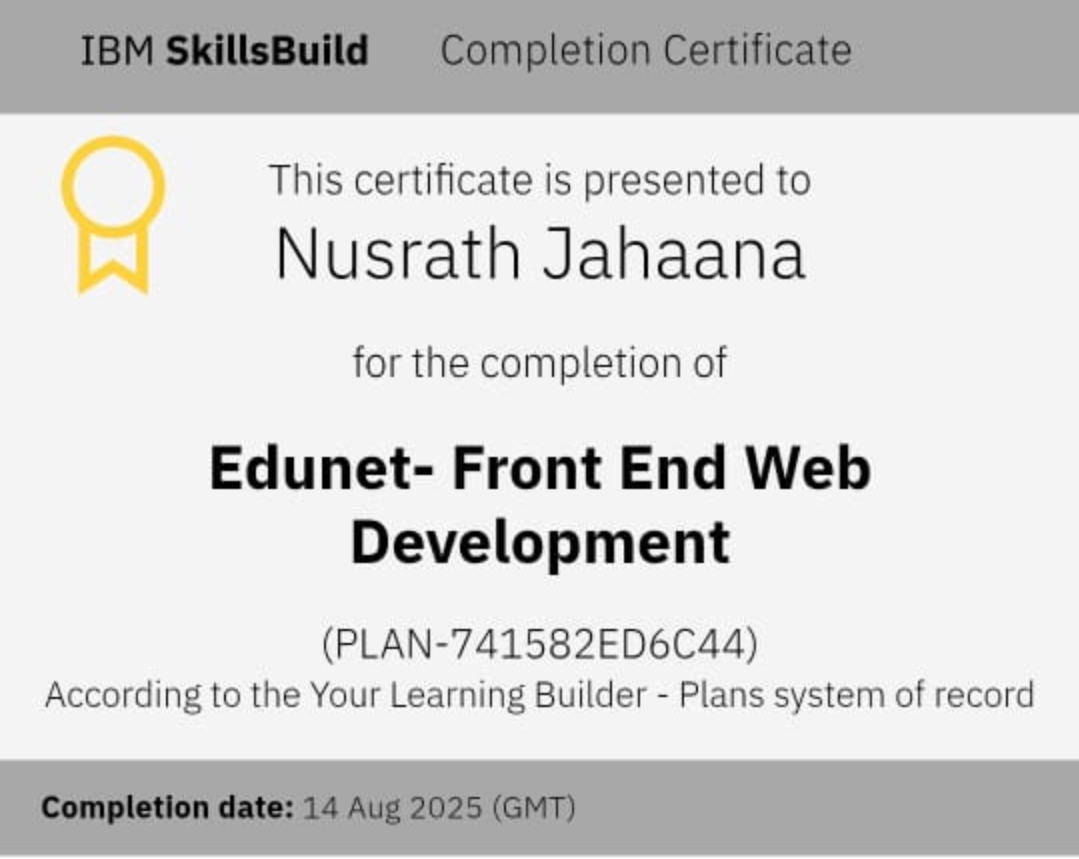 IBM SkillsBuild Completion Certificate
This certificate is presented to
Nusrath Jahaana
for the completion of
Edunet- Front End Web
Development
(PLAN-741582ED6C44)
According to the Your Learning Builder - Plans system of record
Completion date: 14 Aug 2025 (GMT)